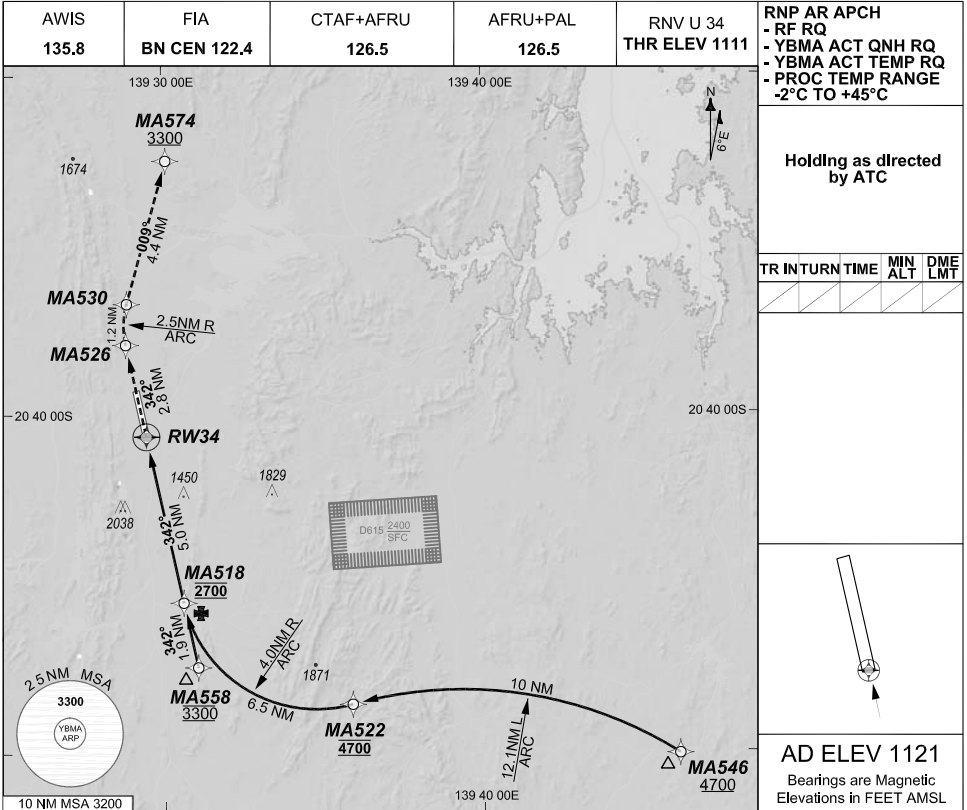 AWIS
135.8
FIA
BN CEN 122.4
CTAF+AFRU
126.5
AFRU+PAL
126.5
RNV U 34
THR ELEV 1111
RNP AR APCH
- RF RQ
- YBMA ACT QNH RQ
- YBMA ACT TEMP RQ
- PROC TEMP RANGE
-2°C TO +45°C
139 30 00E
139 40 00E
MA574
3300
1674
N
6°E
Holding as directed
by ATC
009°
4.4 NM
TR IN
TURN
TIME
MIN
ALT
DME
LMT
MA530
1.2 NM
2.5NM R
ARC
MA526
342°
2.8 NM
20 40 00S
20 40 00S
RW34
1450
1829
2038
342°
5.0 NM
D615
2400
SFC
MA518
2700
342°
1.9 NM
4.0NM R
ARC
1871
MA558
3300
6.5 NM
10 NM
MA522
4700
12.1NM L
ARC
MA546
4700
25 NM MSA
3300
YBMA
ARP
10 NM MSA 3200
139 40 00E
AD ELEV 1121
Bearings are Magnetic
Elevations in FEET AMSL